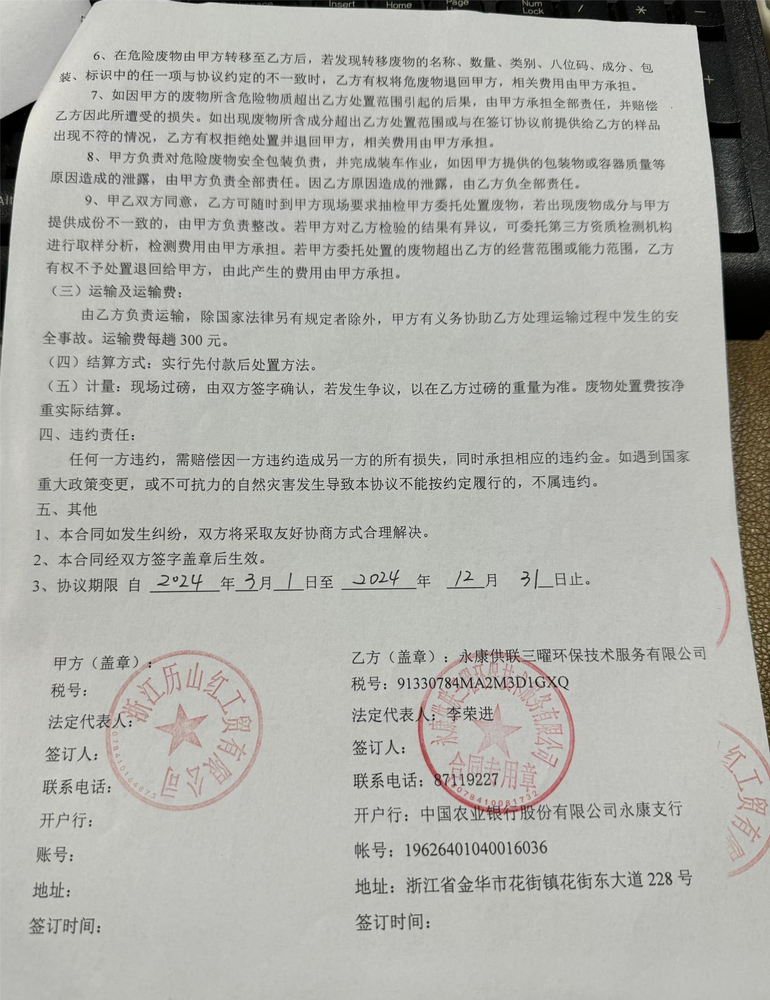 Insert
Home
Page
Num
Lock
/
*
+
Alt
6、在危险废物由甲方转移至乙方后，若发现转移废物的名称、数量、类别、八位码、成分、包
装、标识中的任一项与协议约定的不一致时，乙方有权将危废物退回甲方，相关费用由甲方承担。
7、如因甲方的废物所含危险物质超出乙方处置范围引起的后果，由甲方承担全部责任，并赔偿
乙方因此所遭受的损失。如出现废物所含成分超出乙方处置范围或与在签订协议前提供给乙方的样品
出现不符的情况，乙方有权拒绝处置并退回甲方，相关费用由甲方承担。
8、甲方负责对危险废物安全包装负责，并完成装车作业，如因甲方提供的包装物或容器质量等
原因造成的泄露，由甲方负责全部责任。因乙方原因造成的泄露，由乙方负全部责任。
9、甲乙双方同意，乙方可随时到甲方现场要求抽检甲方委托处置废物，若出现废物成分与甲方
提供成份不一致的，由甲方负责整改。若甲方对乙方检验的结果有异议，可委托第三方资质检测机构
进行取样分析，检测费用由甲方承担。若甲方委托处置的废物超出乙方的经营范围或能力范围，乙方
有权不予处置退回给甲方，由此产生的费用由甲方承担。
（三）运输及运输费：
由乙方负责运输，除国家法律另有规定者除外，甲方有义务协助乙方处理运输过程中发生的安
全事故。运输费每趟 300 元。
（四）结算方式：实行先付款后处置方法。
（五）计量：现场过磅，由双方签字确认，若发生争议，以在乙方过磅的重量为准。废物处置费按净
重实际结算。
四、违约责任：
任何一方违约，需赔偿因一方违约造成另一方的所有损失，同时承担相应的违约金。如遇到国家
重大政策变更，或不可抗力的自然灾害发生导致本协议不能按约定履行的，不属违约。
五、其他
1、本合同如发生纠纷，双方将采取友好协商方式合理解决。
2、本合同经双方签字盖章后生效。
3、协议期限 自 2024 年 3 月 1 日至 2024 年 12 月 31 日止。
甲方（盖章）：
税号：
法定代表人：
签订人：
联系电话：
开户行：
账号：
地址：
签订时间：
浙江历山红工贸有限公司
乙方（盖章）：永康供联三曜环保技术服务有限公司
税号：91330784MA2M3D1GXQ
法定代表人：李荣进
签订人：
联系电话：87119227
开户行：中国农业银行股份有限公司永康支行
帐号：19626401040016036
地址：浙江省金华市花街镇花街东大道 228 号
签订时间：
永康供联三曜环保技术服务有限公司
合同专用章
红工贸有限